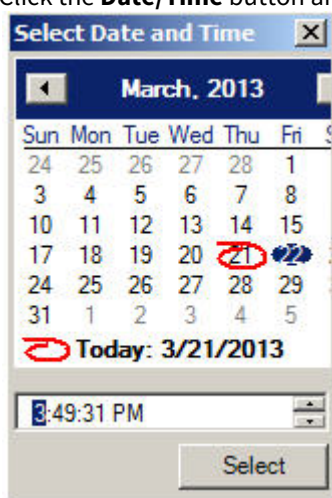 Click the Date/Time button an
Select Date and Time
March, 2013
Sun Mon Tue Wed Thu Fri S
24 25 26 27 28 1
3 4 5 6 7 8
10 11 12 13 14 15
17 18 19 20 21 22
24 25 26 27 28 29
31 1 2 3 4 5
Today: 3/21/2013
3:49:31 PM
Select